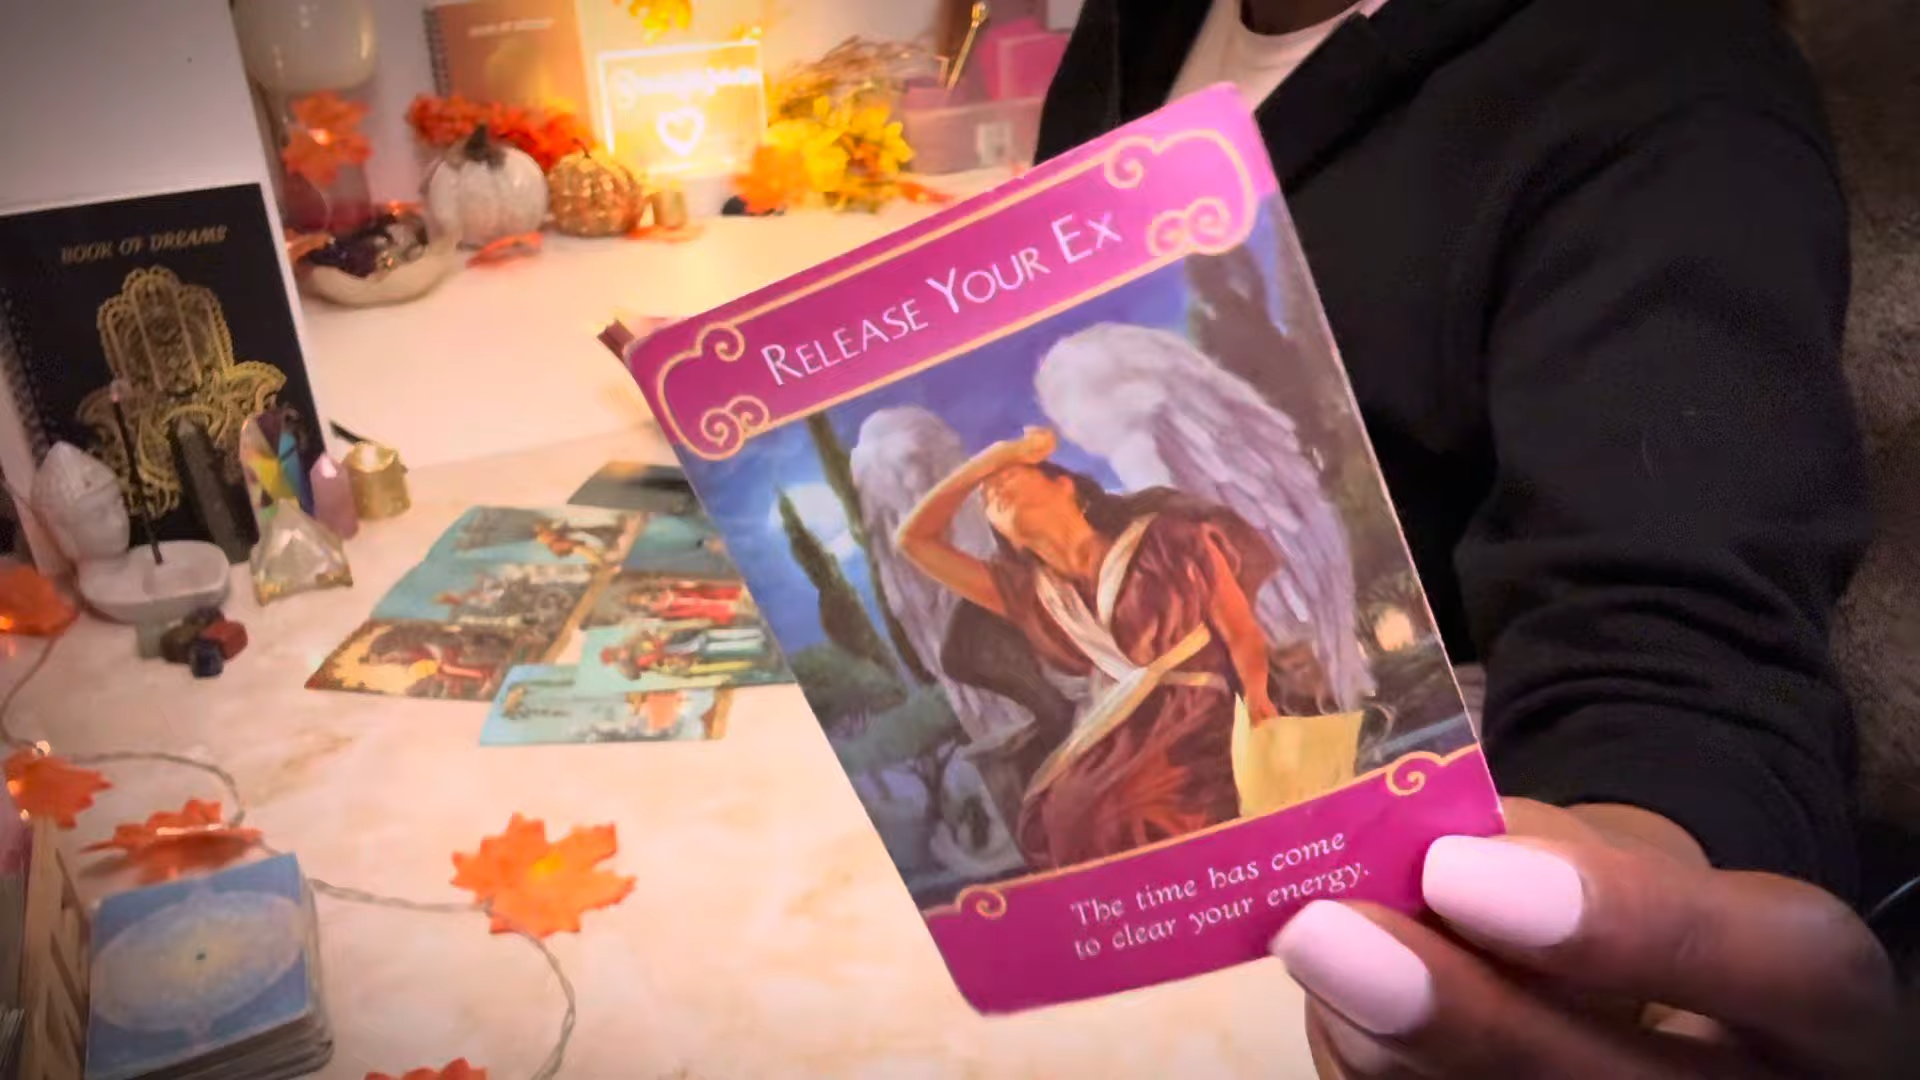 BOOK OF DREAMS
RELEASE YOUR EX
The time has come
to clear your energy.